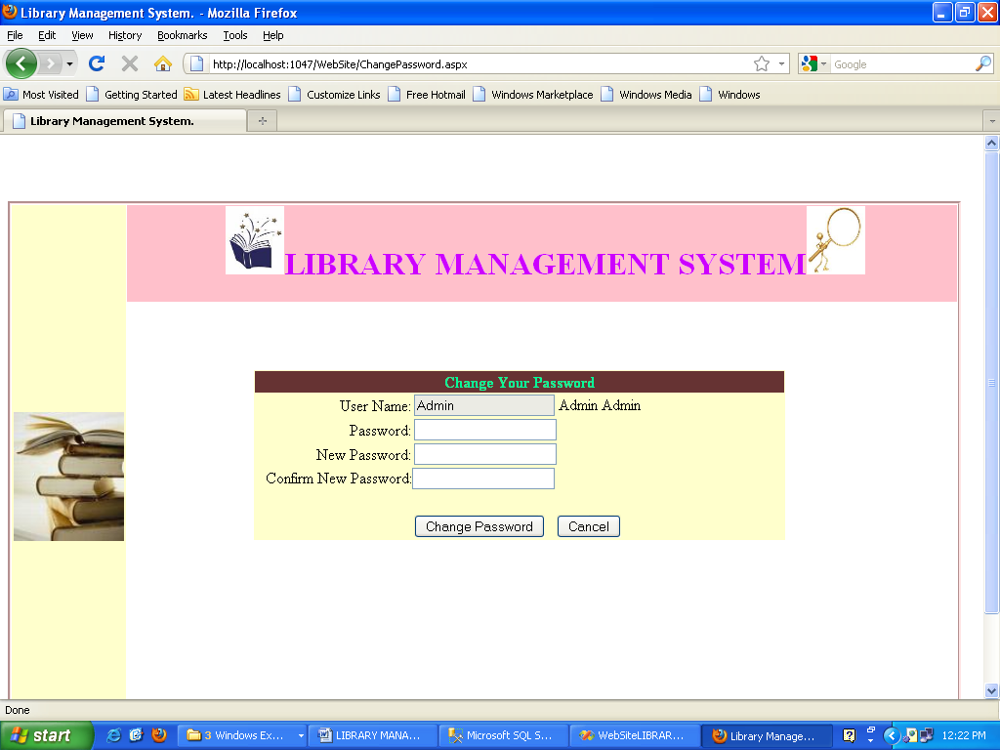 Library Management System. - Mozilla Firefox
File Edit View History Bookmarks Tools Help
http://localhost:1047/WebSite/ChangePassword.aspx Google
Most Visited Getting Started Latest Headlines Customize Links Free Hotmail Windows Marketplace Windows Media Windows
Library Management System.
LIBRARY MANAGEMENT SYSTEM
Change Your Password
User Name: Admin Admin Admin
Password:
New Password:
Confirm New Password:
Change Password Cancel
Done
start 3 Windows Ex... LIBRARY MANA... Microsoft SQL S... WebSiteLIBRAR... Library Manage... 12:22 PM